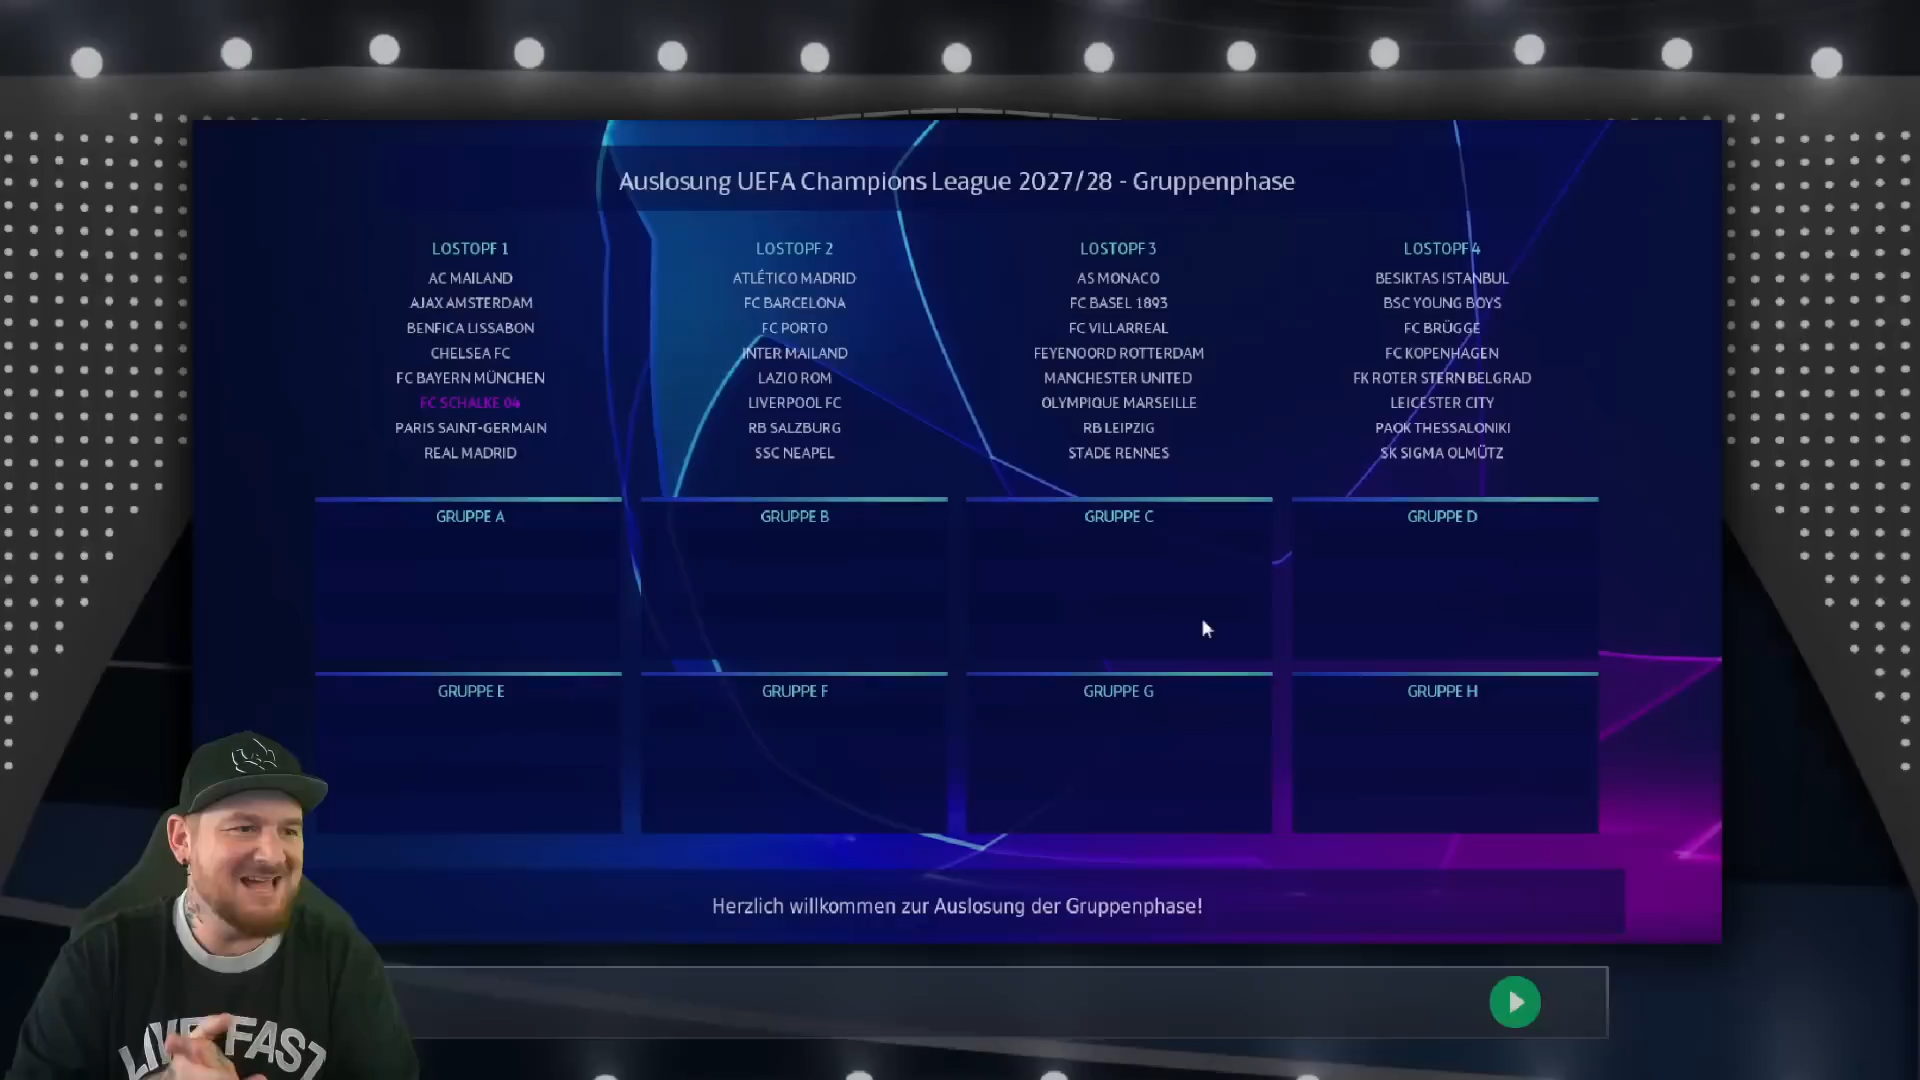 Auslosung UEFA Champions League 2027/28 - Gruppenphase
LOSTOPF 1
AC MAILAND
AJAX AMSTERDAM
BENFICA LISSABON
CHELSEA FC
FC BAYERN MÜNCHEN
FC SCHALKE 04
PARIS SAINT-GERMAIN
REAL MADRID
LOSTOPF 2
ATLÉTICO MADRID
FC BARCELONA
FC PORTO
INTER MAILAND
LAZIO ROM
LIVERPOOL FC
RB SALZBURG
SSC NEAPEL
LOSTOPF 3
AS MONACO
FC BASEL 1893
FC VILLARREAL
FEYENOORD ROTTERDAM
MANCHESTER UNITED
OLYMPIQUE MARSEILLE
RB LEIPZIG
STADE RENNES
LOSTOPF 4
BESIKTAS ISTANBUL
BSC YOUNG BOYS
FC BRÜGGE
FC KOPENHAGEN
FK ROTER STERN BELGRAD
LEICESTER CITY
PAOK THESSALONIKI
SK SIGMA OLMÜTZ
GRUPPE A
GRUPPE B
GRUPPE C
GRUPPE D
GRUPPE E
GRUPPE F
GRUPPE G
GRUPPE H
Herzlich willkommen zur Auslosung der Gruppenphase!
LIVE FAST